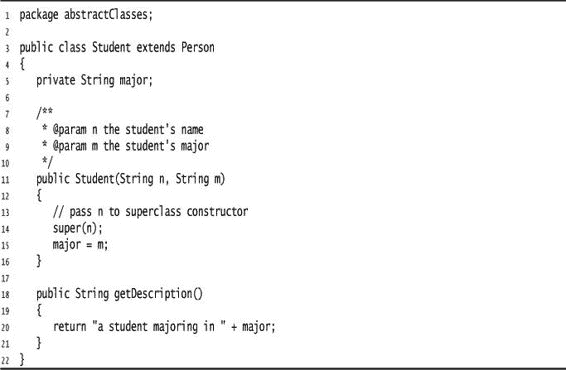 1 package abstractClasses;
2
3 public class Student extends Person
4 {
5    private String major;
6
7    /**
8     * @param n the student's name
9     * @param m the student's major
10     */
11    public Student(String n, String m)
12    {
13       // pass n to superclass constructor
14       super(n);
15       major = m;
16    }
17
18    public String getDescription()
19    {
20       return "a student majoring in " + major;
21    }
22 }